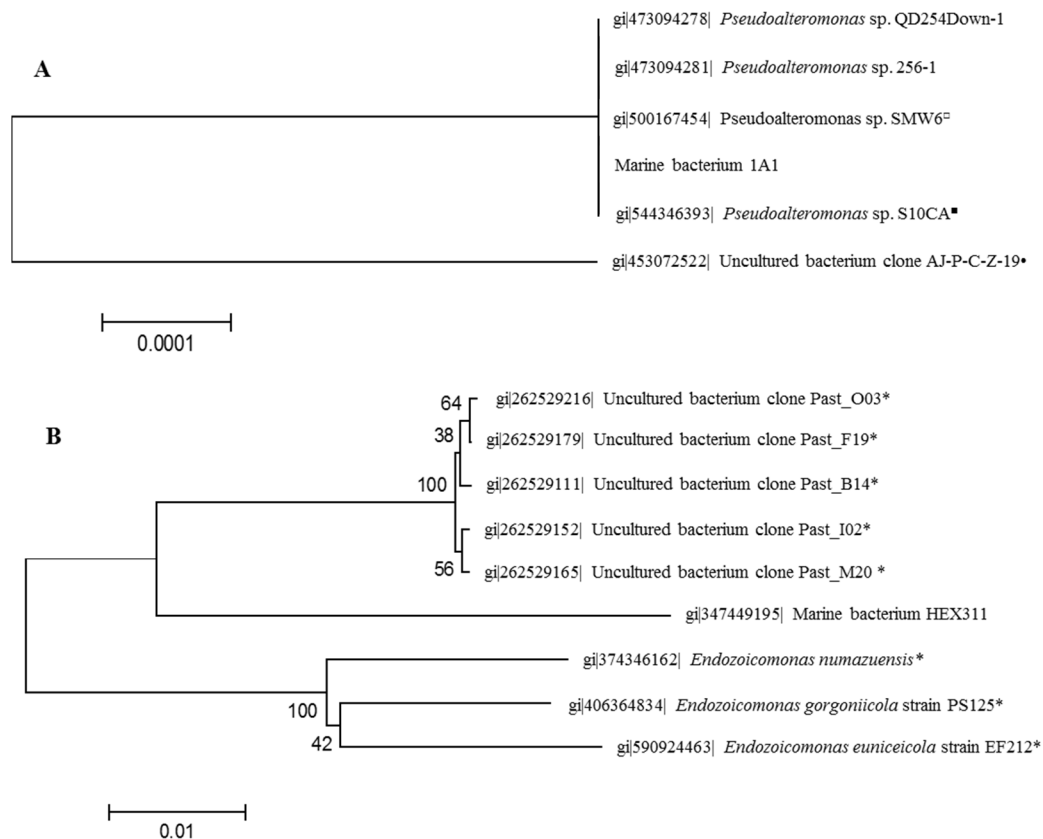 gi|473094278| Pseudoalteromonas sp. QD254Down-1
A
gi|473094281| Pseudoalteromonas sp. 256-1
gi|500167454| Pseudoalteromonas sp. SMW6▫
Marine bacterium 1A1
gi|544346393| Pseudoalteromonas sp. S10CA▪
gi|453072522| Uncultured bacterium clone AJ-P-C-Z-19•
0.0001
B
64
gi|262529216| Uncultured bacterium clone Past_O03*
38
gi|262529179| Uncultured bacterium clone Past_F19*
100
gi|262529111| Uncultured bacterium clone Past_B14*
gi|262529152| Uncultured bacterium clone Past_I02*
56
gi|262529165| Uncultured bacterium clone Past_M20 *
gi|347449195| Marine bacterium HEX311
gi|374346162| Endozoicomonas numazuensis*
100
gi|406364834| Endozoicomonas gorgoniicola strain PS125*
42
gi|590924463| Endozoicomonas euniceicola strain EF212*
0.01